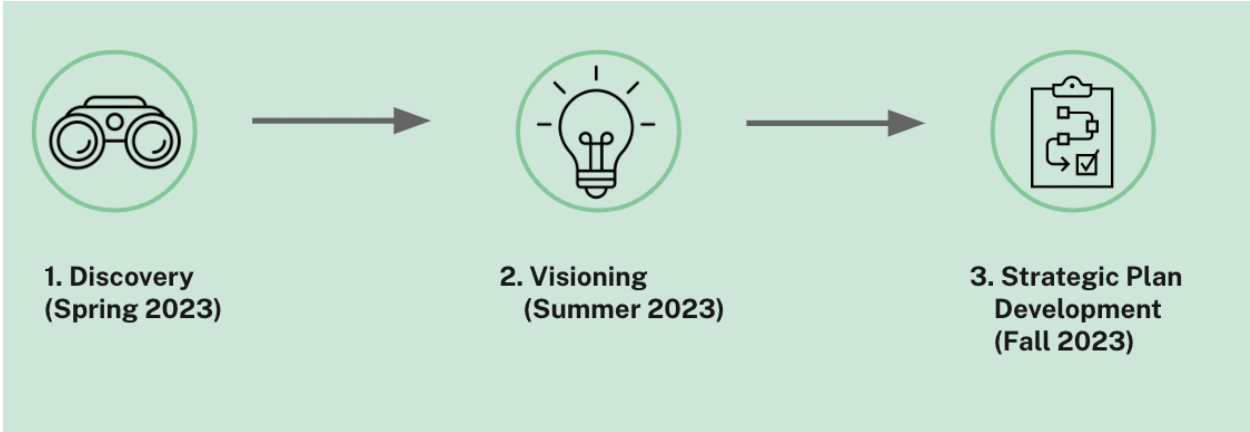 1. Discovery
(Spring 2023)
2. Visioning
(Summer 2023)
3. Strategic Plan
Development
(Fall 2023)